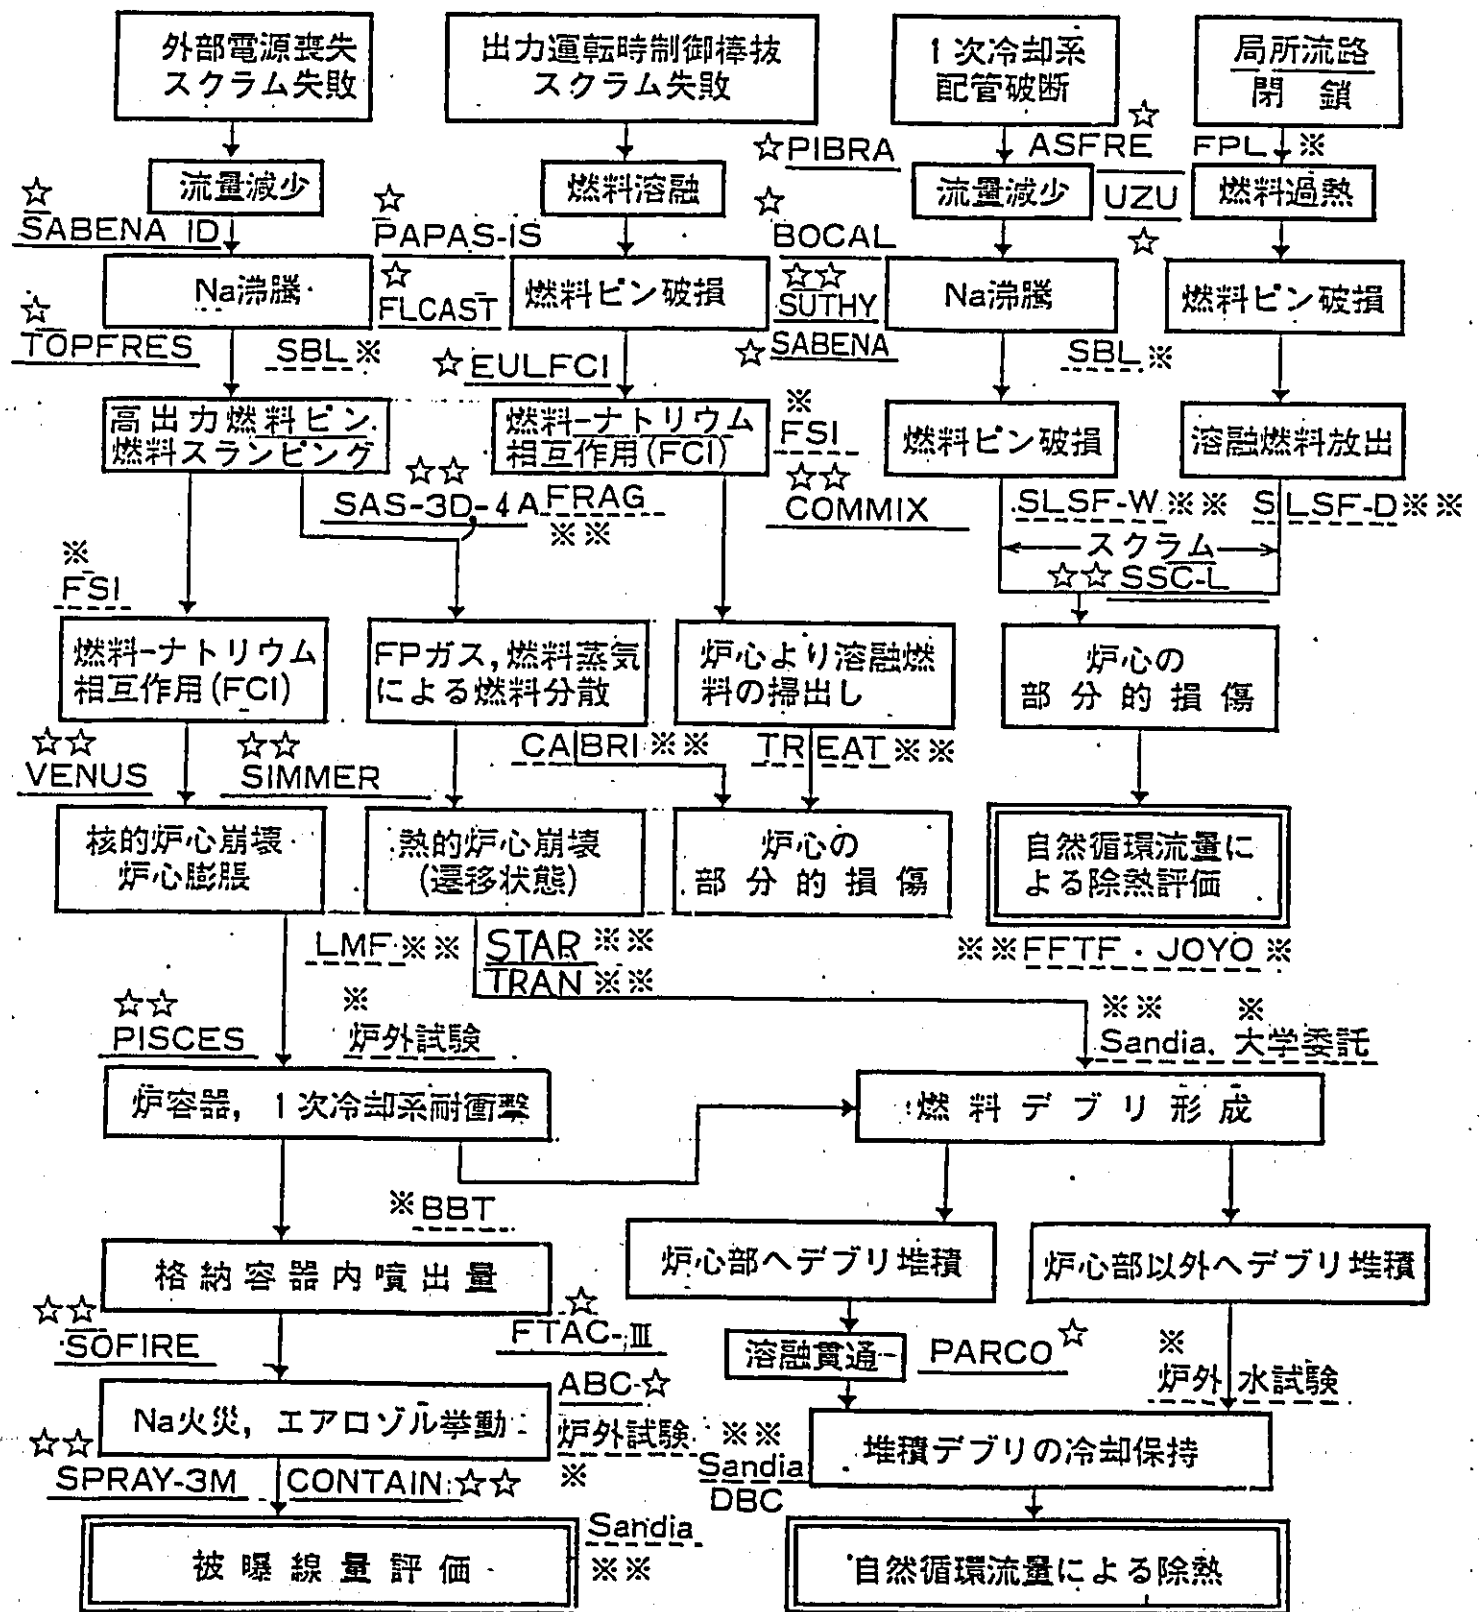 外部電源喪失
スクラム失敗
出力運転時制御棒抜
スクラム失敗
1次冷却系
配管破断
局所流路
閉鎖
☆PIBRA
☆
ASFRE
FPL ※
流量減少
燃料溶融
流量減少
UZU
☆
燃料過熱
☆
SABENA 1D
☆
PAPAS-1S
☆
BOCAL
Na沸騰
☆
FLCAST
燃料ピン破損
☆☆
SUTHY
Na沸騰
燃料ピン破損
☆
TOPFRES
SBL※
☆EULFCI
☆SABENA
SBL※
高出力燃料ピン
燃料スランピング
燃料-ナトリウム
相互作用(FCI)
※
FSI
燃料ピン破損
溶融燃料放出
☆☆
SAS-3D-4A
FRAG
※※
☆☆
COMMIX
SLSF-W※※
SLSF-D※※
スクラム
☆☆SSC-L
※
FSI
燃料-ナトリウム
相互作用(FCI)
FPガス,燃料蒸気
による燃料分散
炉心より溶融燃
料の掃出し
炉心の
部分的損傷
☆☆
VENUS
☆☆
SIMMER
CABRI※※
TREAT※※
核的炉心崩壊
炉心膨脹
熱的炉心崩壊
(遷移状態)
炉心の
部分的損傷
自然循環流量に
よる除熱評価
LMF※※
STAR※※
TRAN※※
※※FFTF・JOYO※
☆☆
PISCES
※
炉外試験
※※
Sandia,
※
大学委託
炉容器,1次冷却系耐衝撃
燃料デブリ形成
※BBT
格納容器内噴出量
炉心部へデブリ堆積
炉心部以外へデブリ堆積
☆☆
SOFIRE
☆
FTAC-Ⅲ
溶融貫通
PARCO☆
※
炉外水試験
Na火災,エアロゾル挙動
ABC-☆
炉外試験
※
※※
Sandia
DBC
堆積デブリの冷却保持
☆☆
SPRAY-3M
CONTAIN☆☆
被曝線量評価
Sandia
※※
自然循環流量による除熱